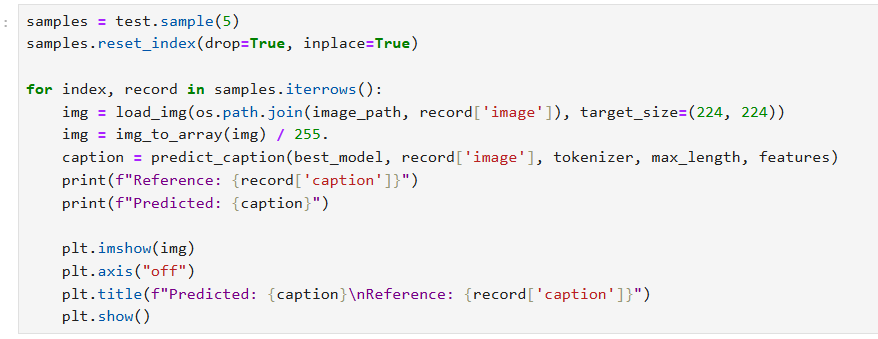 :
samples = test.sample(5)
samples.reset_index(drop=True, inplace=True)

for index, record in samples.iterrows():
    img = load_img(os.path.join(image_path, record['image']), target_size=(224, 224))
    img = img_to_array(img) / 255.
    caption = predict_caption(best_model, record['image'], tokenizer, max_length, features)
    print(f"Reference: {record['caption']}")
    print(f"Predicted: {caption}")

    plt.imshow(img)
    plt.axis("off")
    plt.title(f"Predicted: {caption}\nReference: {record['caption']}")
    plt.show()